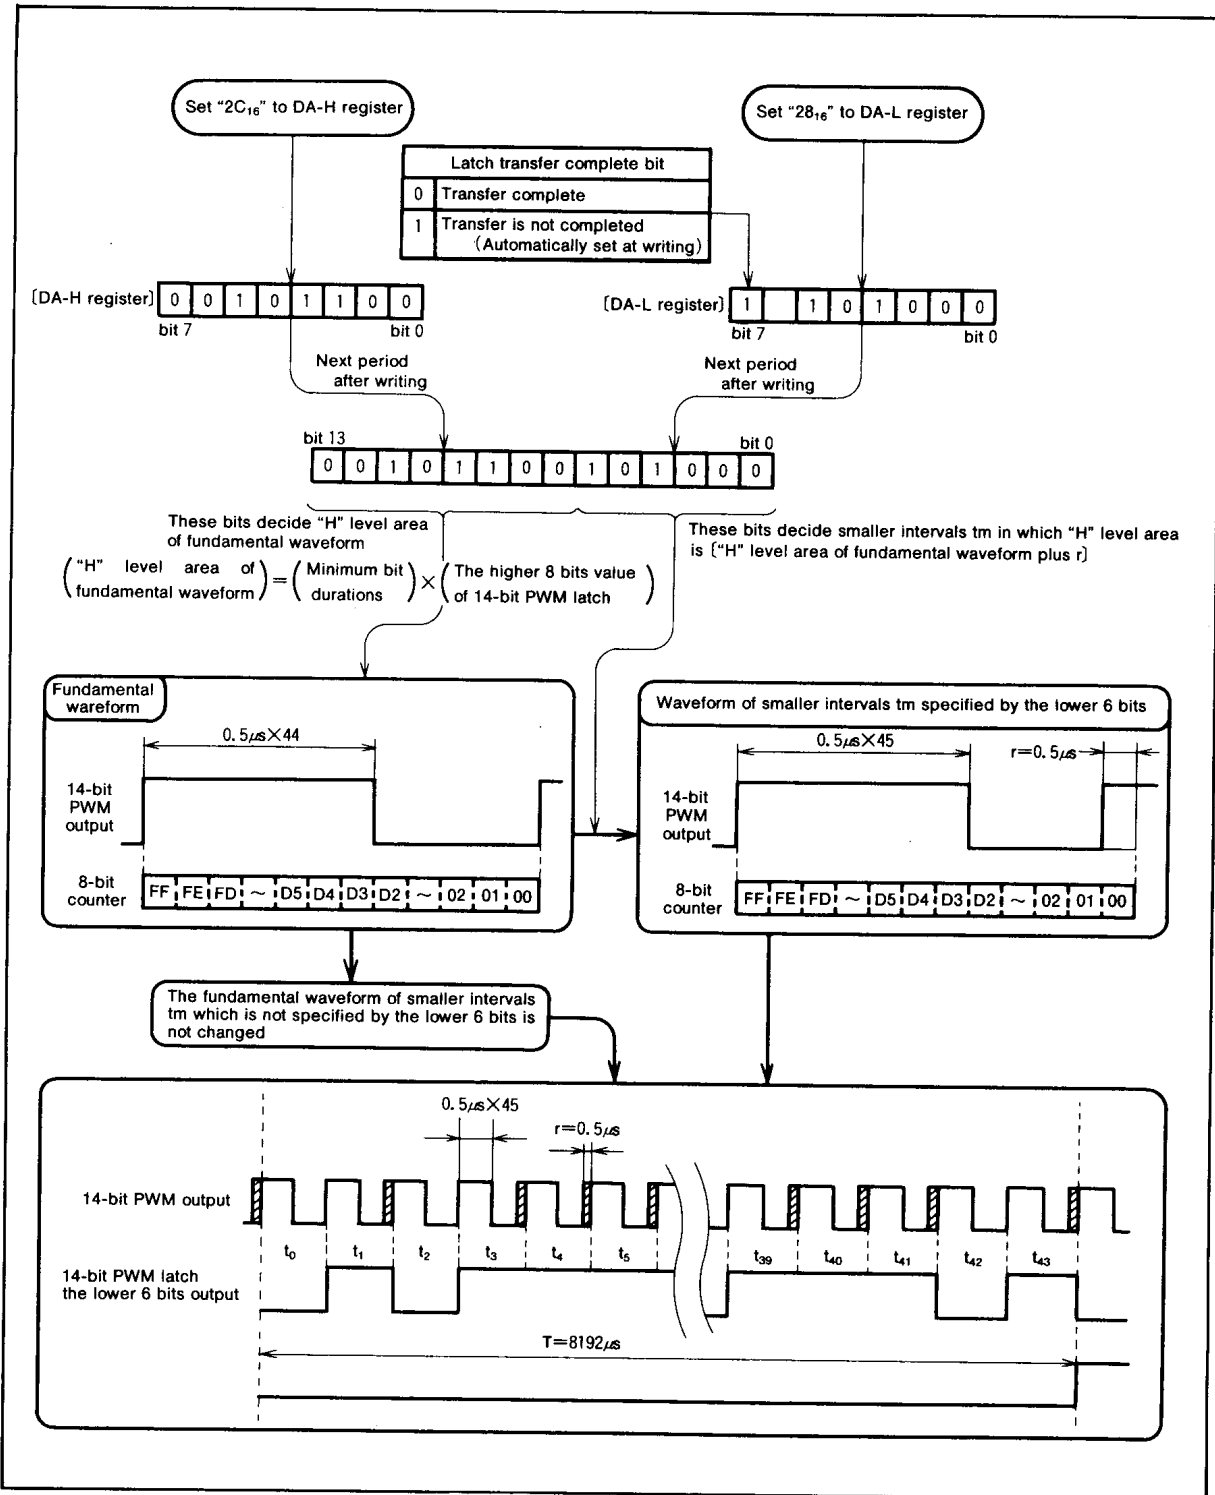 Set “2C₁₆” to DA-H register
Set “28₁₆” to DA-L register
Latch transfer complete bit
0 Transfer complete
1 Transfer is not completed
(Automatically set at writing)
[DA-H register] 0 0 1 0 1 1 0 0
bit 7 bit 0
[DA-L register] 1 1 0 1 0 0 0
bit 7 bit 0
Next period
after writing
Next period
after writing
bit 13 bit 0
0 0 1 0 1 1 0 0 1 0 1 0 0 0
These bits decide “H” level area
of fundamental waveform
(“H” level area of fundamental waveform) = (Minimum bit durations) × (The higher 8 bits value of 14-bit PWM latch)
These bits decide smaller intervals tm in which “H” level area
is [“H” level area of fundamental waveform plus r]
Fundamental
wareform
0.5μs×44
14-bit
PWM
output
8-bit
counter
FF FE FD ~ D5 D4 D3 D2 ~ 02 01 00
Waveform of smaller intervals tm specified by the lower 6 bits
0.5μs×45 r=0.5μs
14-bit
PWM
output
8-bit
counter
FF FE FD ~ D5 D4 D3 D2 ~ 02 01 00
The fundamental waveform of smaller intervals
tm which is not specified by the lower 6 bits is
not changed
0.5μs×45
r=0.5μs
14-bit PWM output
t₀ t₁ t₂ t₃ t₄ t₅ t₃₉ t₄₀ t₄₁ t₄₂ t₄₃
14-bit PWM latch
the lower 6 bits output
T=8192μs